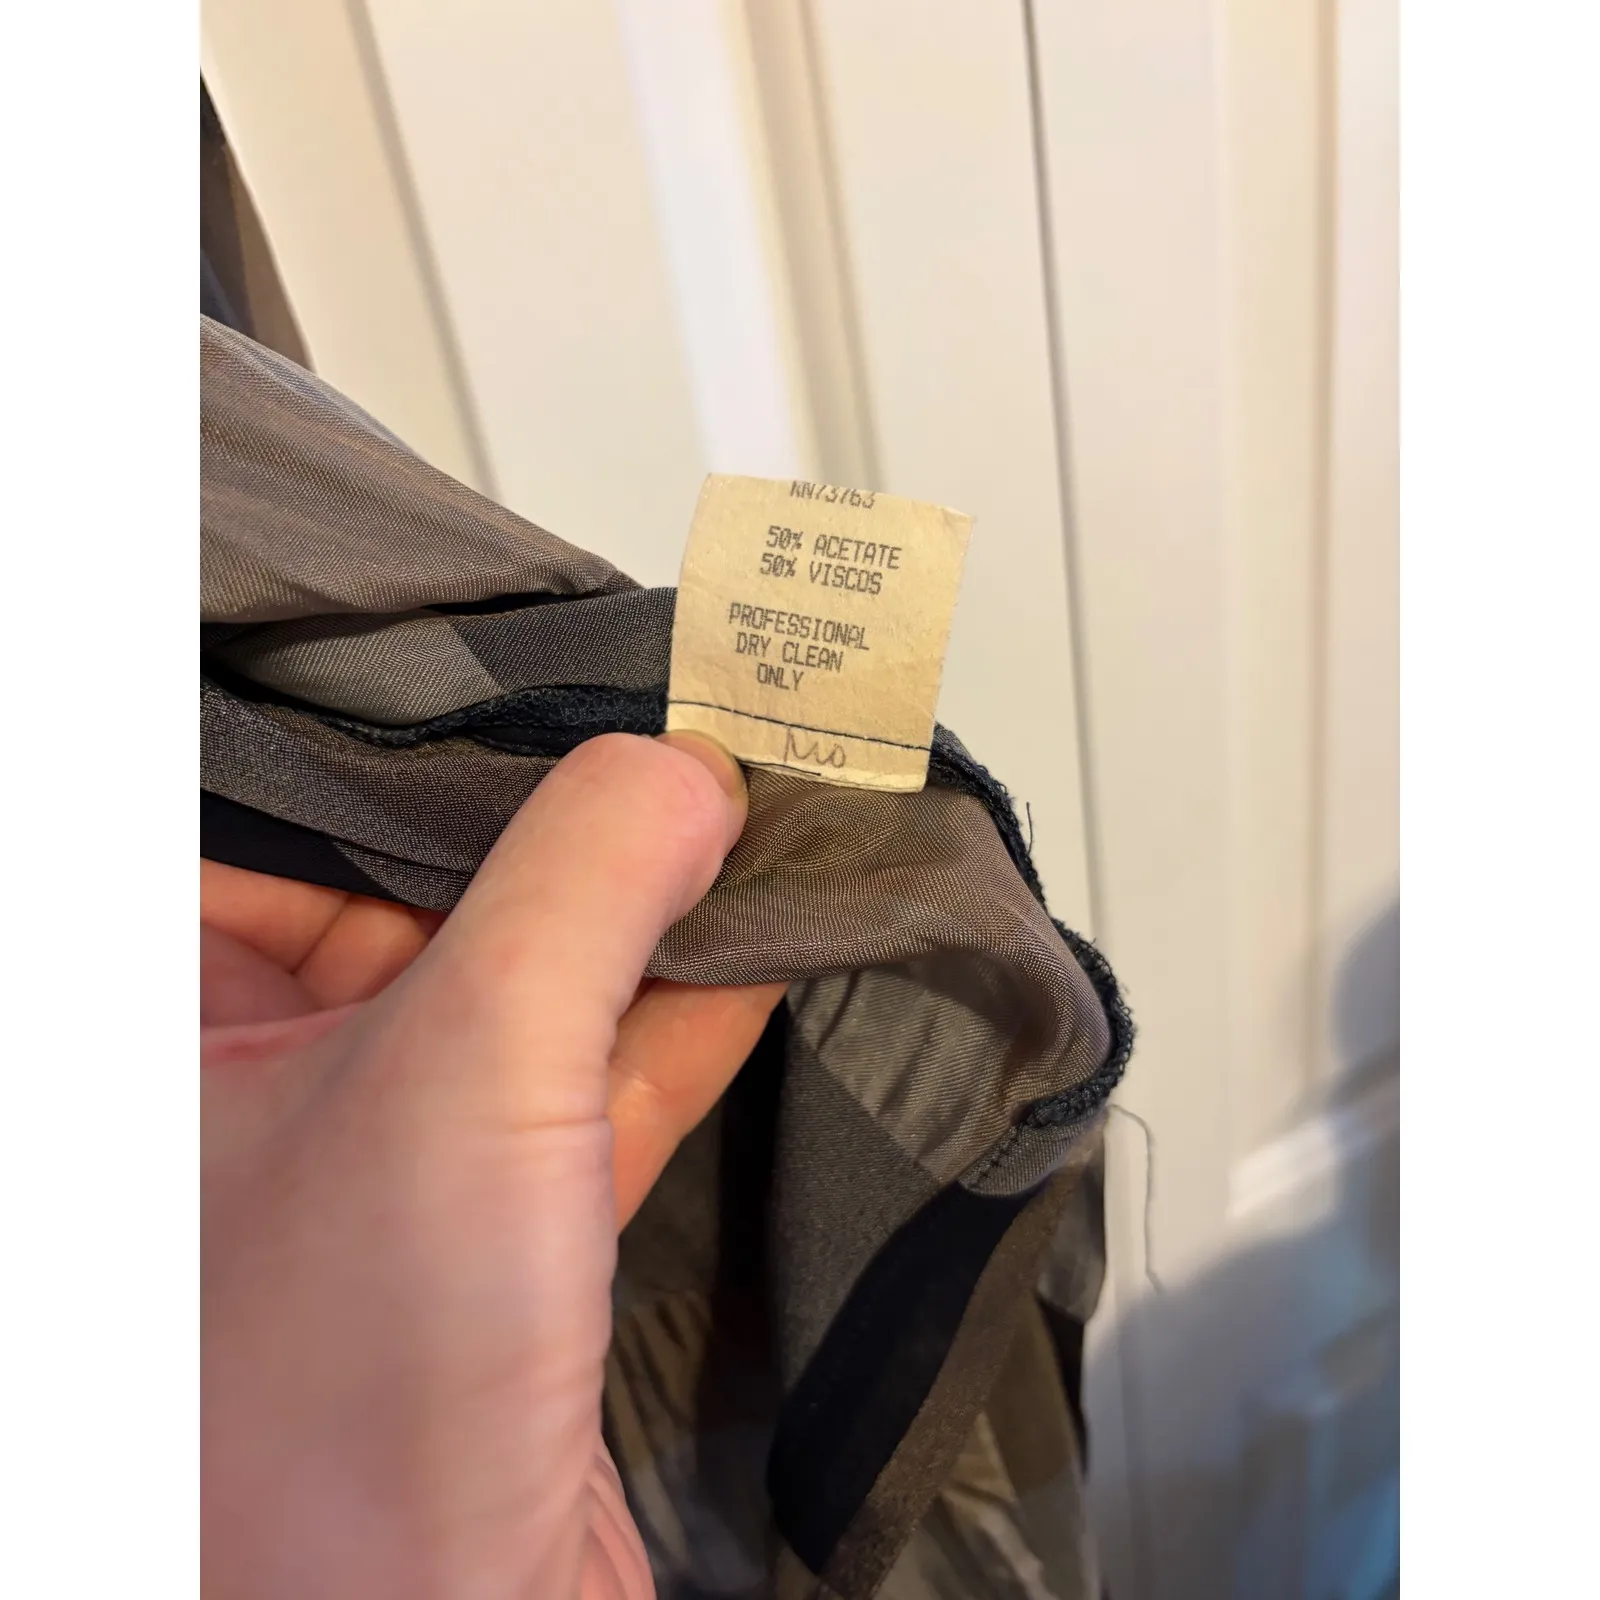 RN73763
50% ACETATE
50% VISCOS
PROFESSIONAL
DRY CLEAN
ONLY